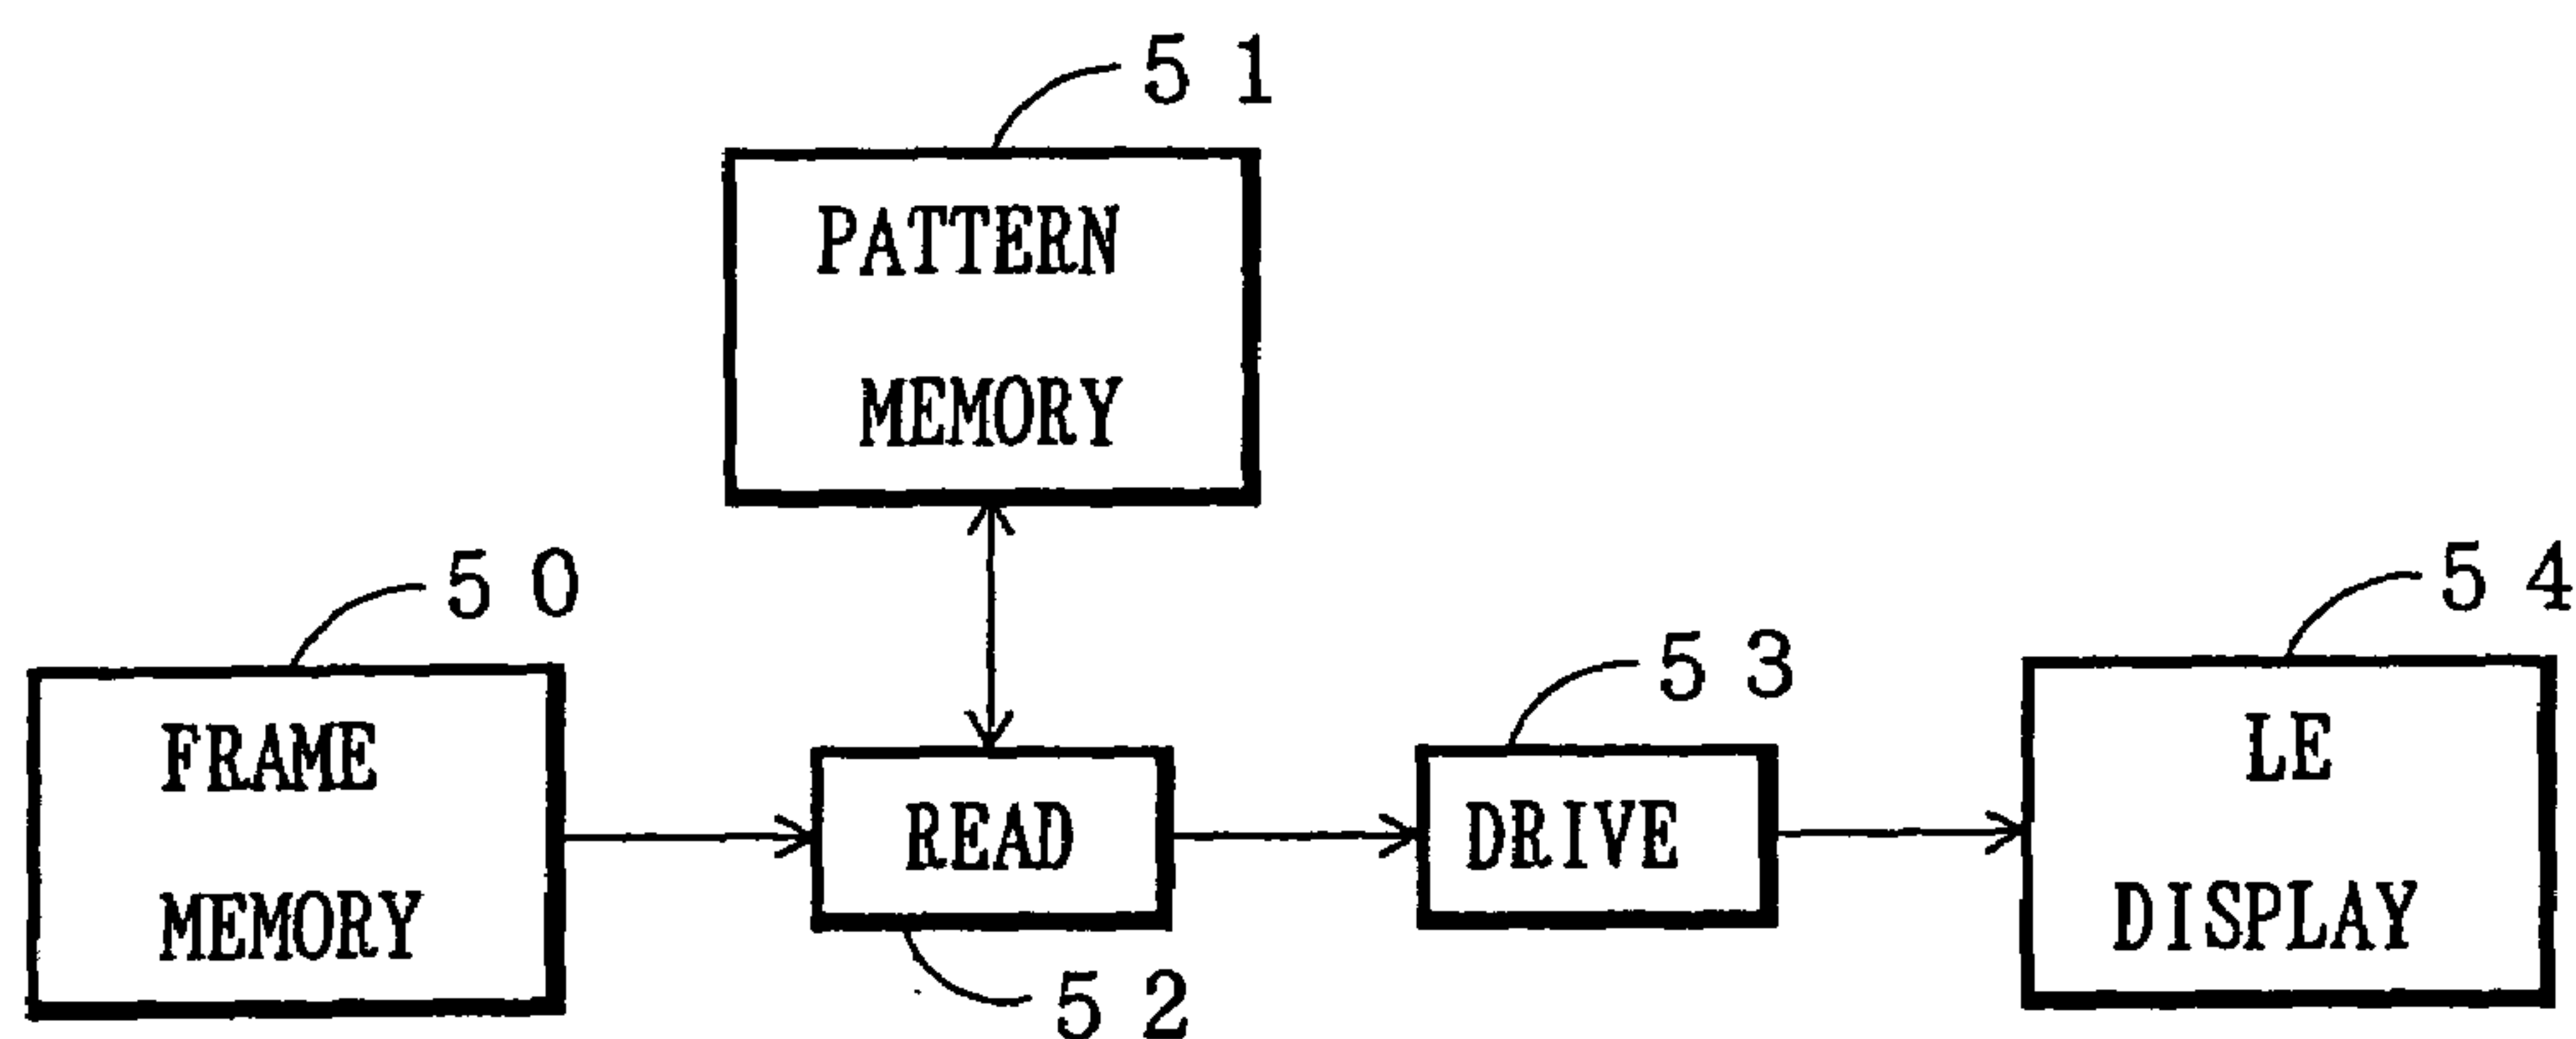 5 1
PATTERN
MEMORY
5 0
5 4
5 3
FRAME
MEMORY
READ
DRIVE
LE
DISPLAY
5 2